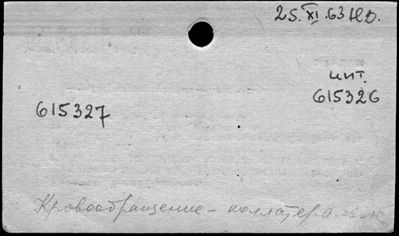 25.XI.63 Н.О.
цит.
615326
615327
Кровообращение – коллатеральн